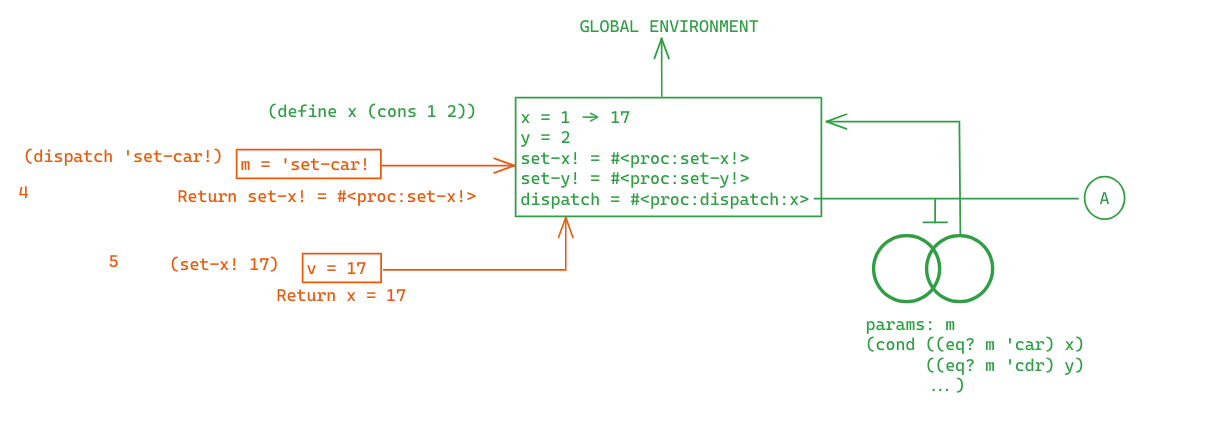 GLOBAL ENVIRONMENT
(define x (cons 1 2))
x = 1 → 17
y = 2
set-x! = #<proc:set-x!>
set-y! = #<proc:set-y!>
dispatch = #<proc:dispatch:x>
A
(dispatch 'set-car!)
m = 'set-car!
4
Return set-x! = #<proc:set-x!>
5
(set-x! 17)
v = 17
Return x = 17
params: m
(cond ((eq? m 'car) x)
((eq? m 'cdr) y)
...)